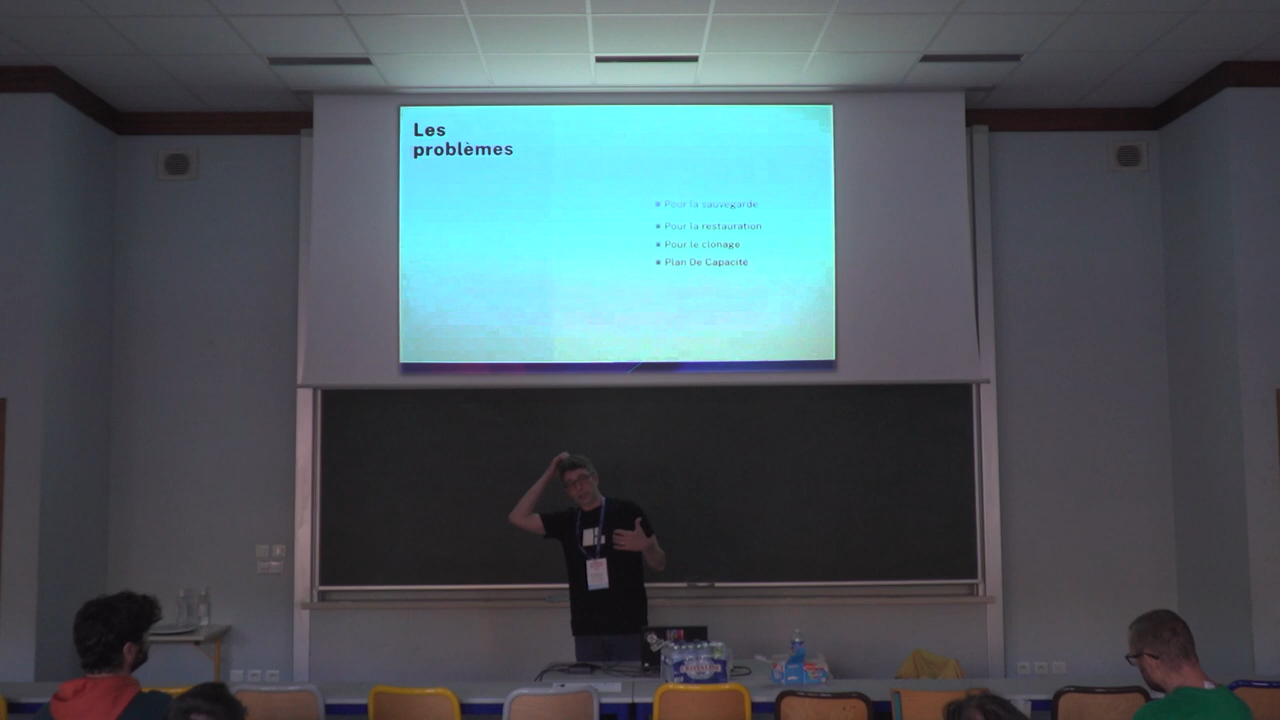 Les
problèmes
Pour la sauvegarde
Pour la restauration
Pour le clonage
Plan De Capacité